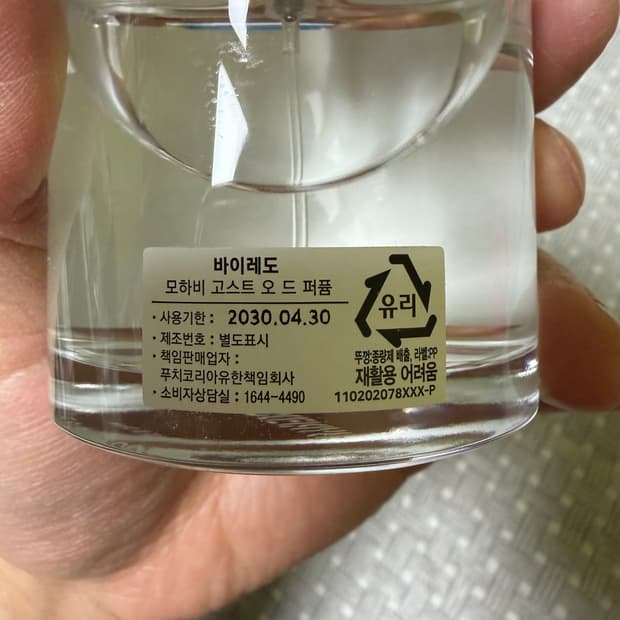 바이레도
모하비 고스트 오 드 퍼퓸
· 사용기한 : 2030.04.30
· 제조번호 : 별도표시
· 책임판매업자 :
푸치코리아유한책임회사
· 소비자상담실 : 1644-4490
유리
뚜껑:종량제 배출, 라벨:PP
재활용 어려움
110202078XXX-P